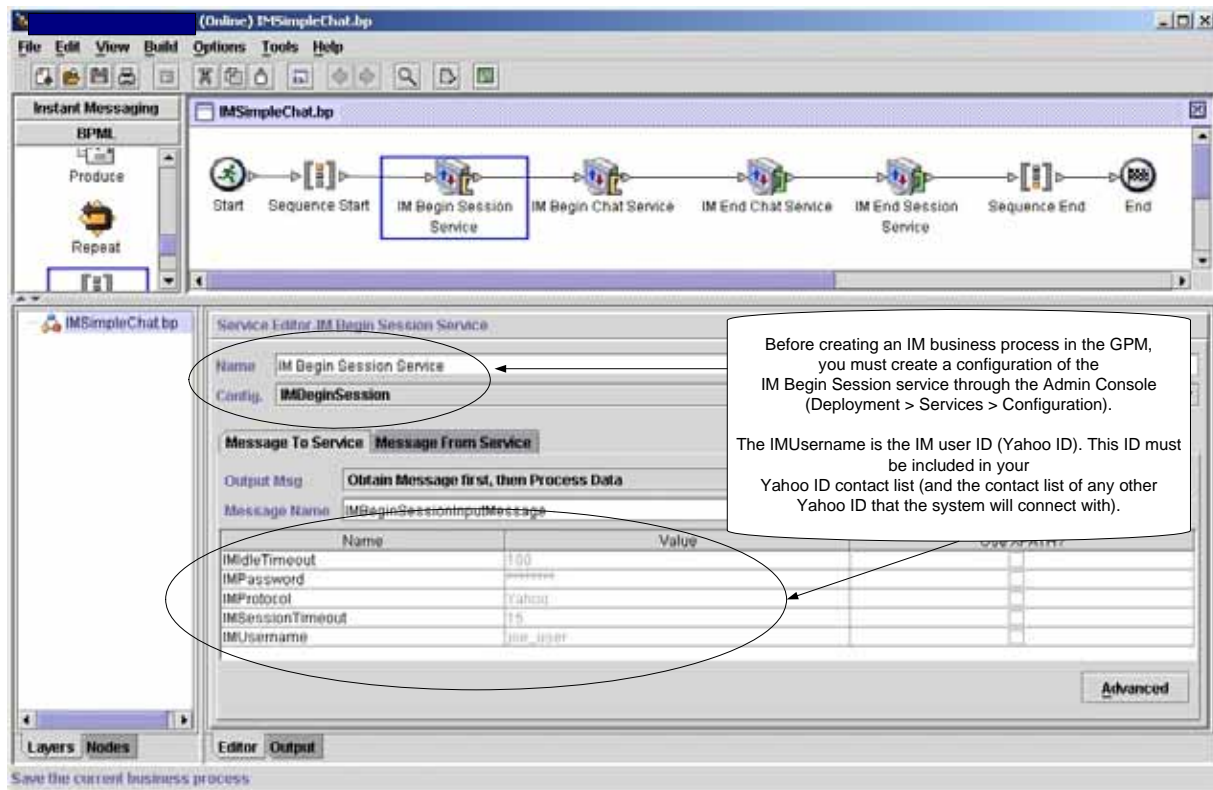 (Online) IMSimpleChat.bp
File Edit View Build Options Tools Help
Instant Messaging
BPML
Produce
Repeat
IMSimpleChat.bp
Start
Sequence Start
IM Begin Session Service
IM Begin Chat Service
IM End Chat Service
IM End Session Service
Sequence End
End
IMSimpleChat.bp
Service Editor-IM Begin Session Service
Name IM Begin Session Service
Config. IMBeginSession
Message To Service Message From Service
Output Msg Obtain Message first, then Process Data
Message Name IMBeginSessionInputMessage
Name Value
IMIdleTimeout 100
IMPassword ********
IMProtocol Yahoo
IMSessionTimeout 15
IMUsername joe_user
Advanced
Before creating an IM business process in the GPM,
you must create a configuration of the
IM Begin Session service through the Admin Console
(Deployment > Services > Configuration).
The IMUsername is the IM user ID (Yahoo ID). This ID must
be included in your
Yahoo ID contact list (and the contact list of any other
Yahoo ID that the system will connect with).
Layers Nodes
Editor Output
Save the current business process